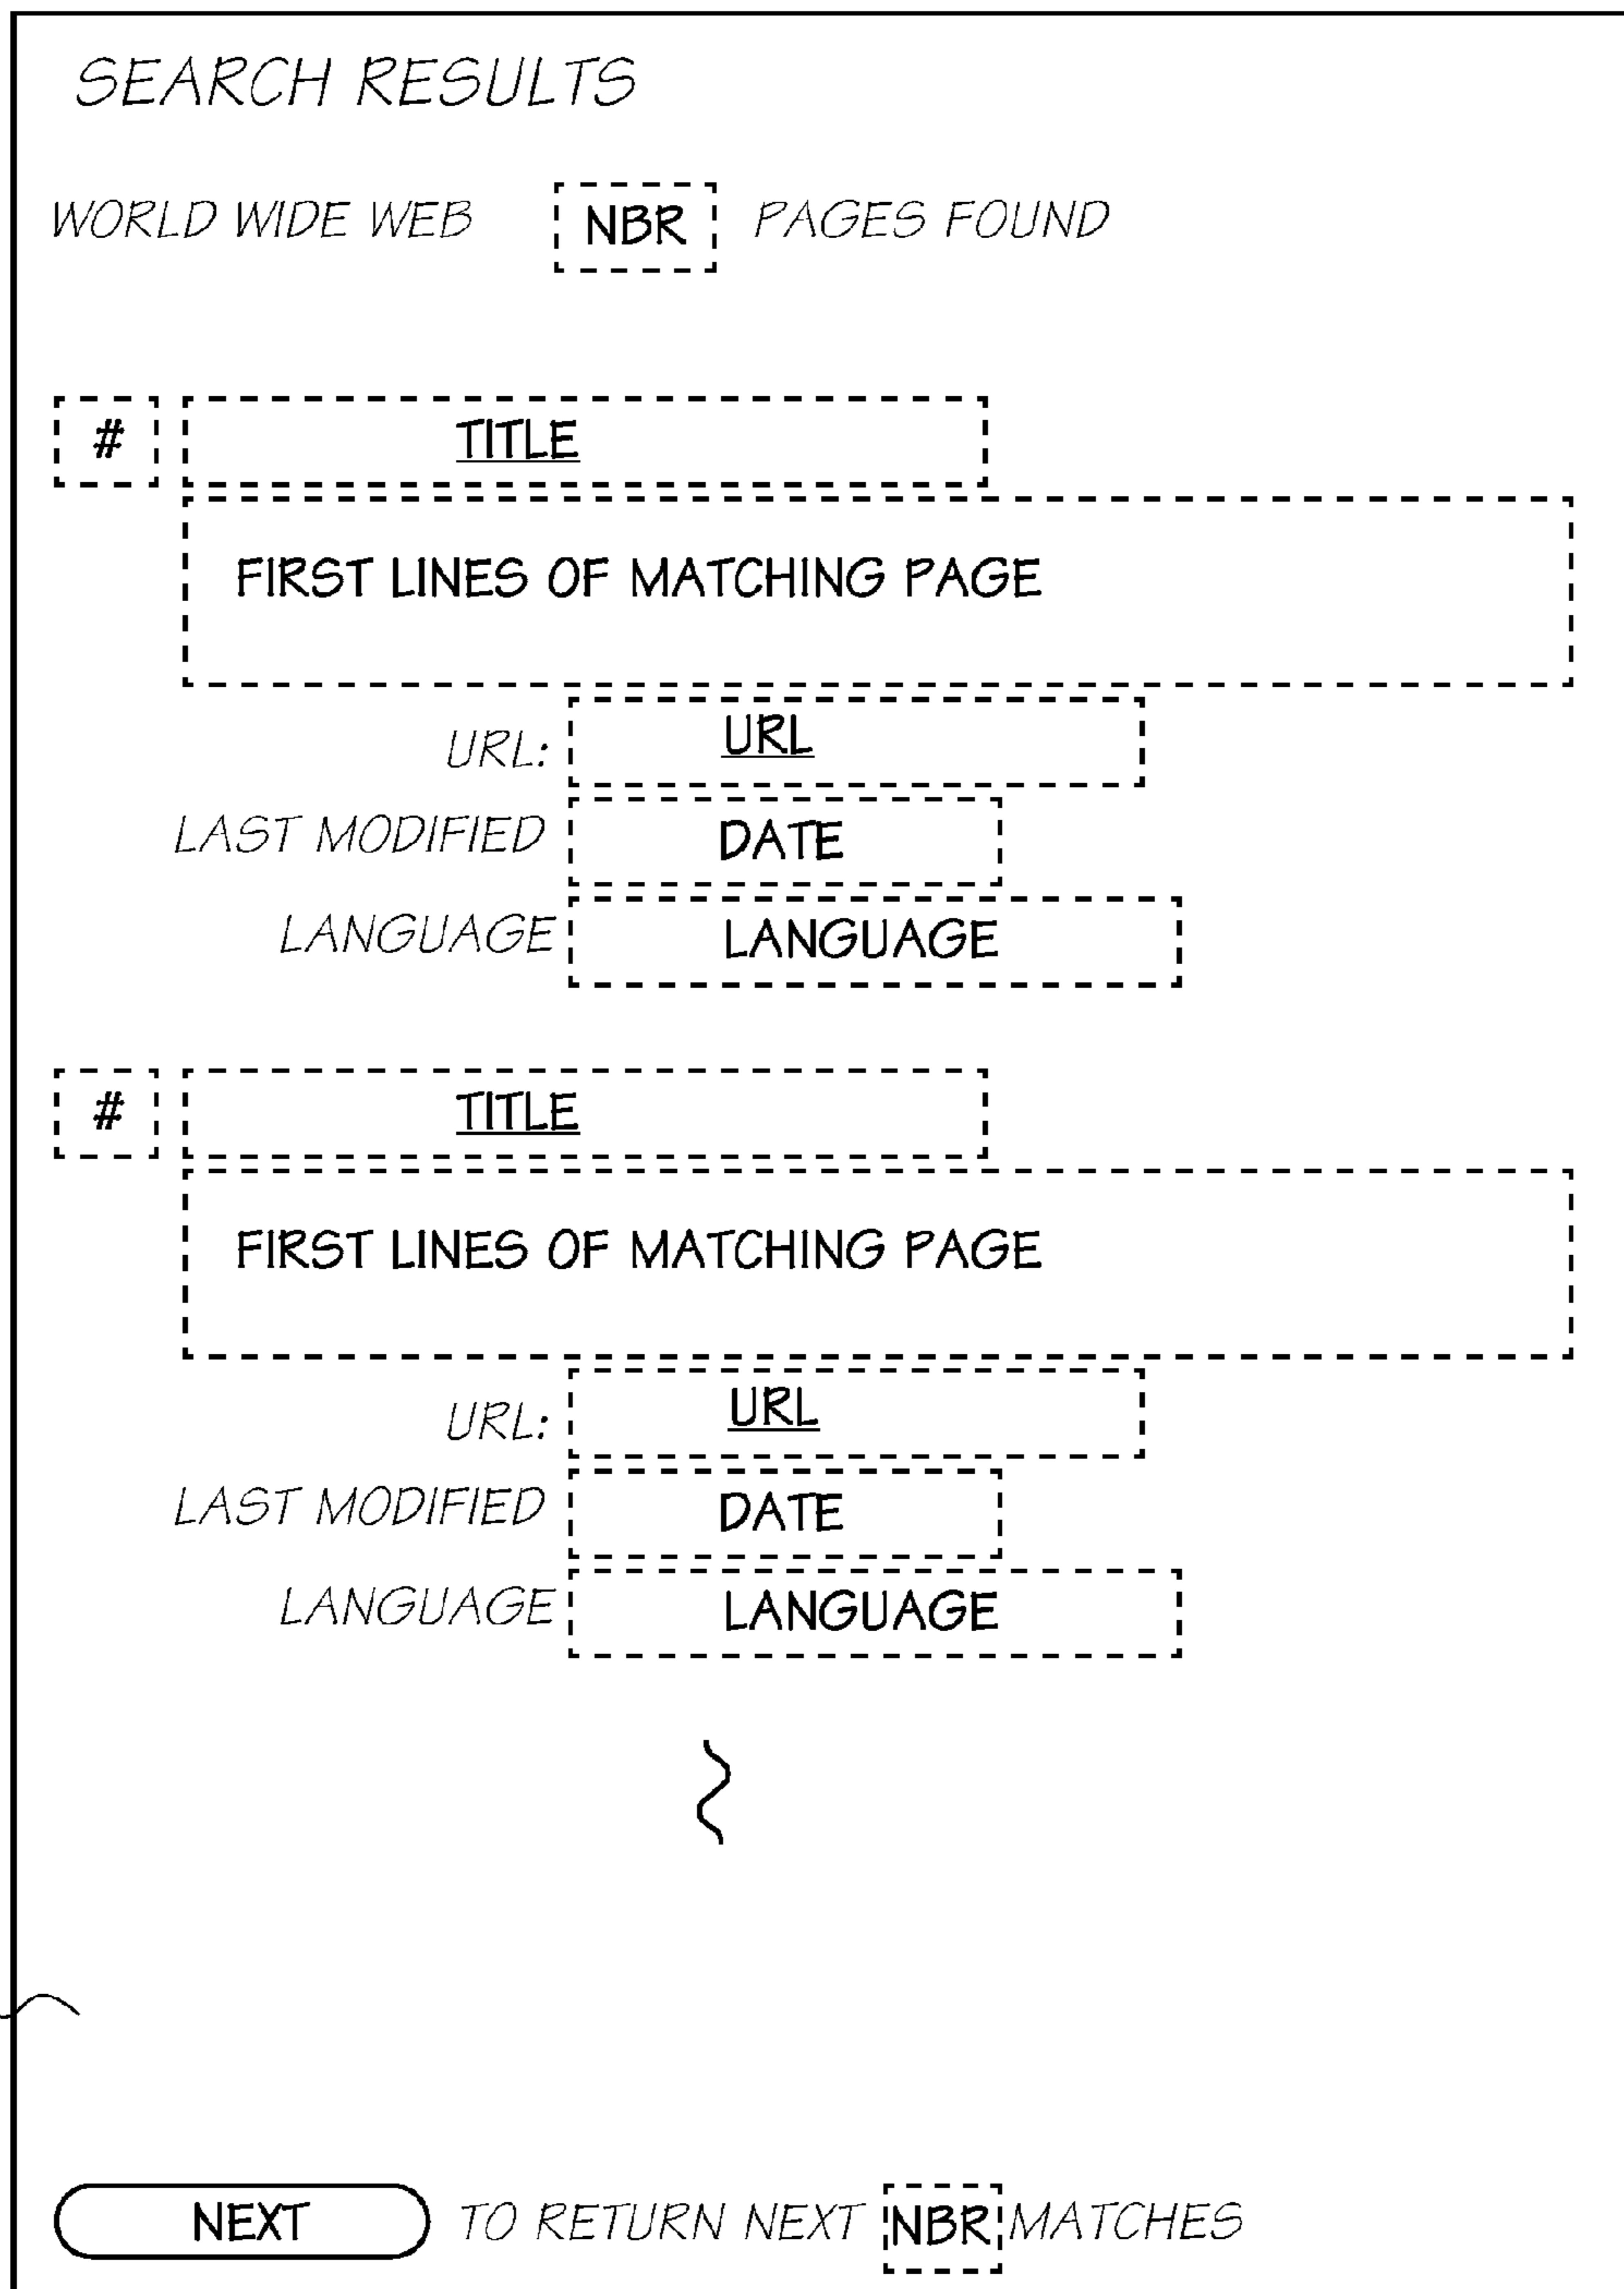 SEARCH RESULTS
WORLD WIDE WEB NBR PAGES FOUND
# TITLE
FIRST LINES OF MATCHING PAGE
URL: URL
LAST MODIFIED DATE
LANGUAGE LANGUAGE
# TITLE
FIRST LINES OF MATCHING PAGE
URL: URL
LAST MODIFIED DATE
LANGUAGE LANGUAGE
NEXT TO RETURN NEXT NBR MATCHES